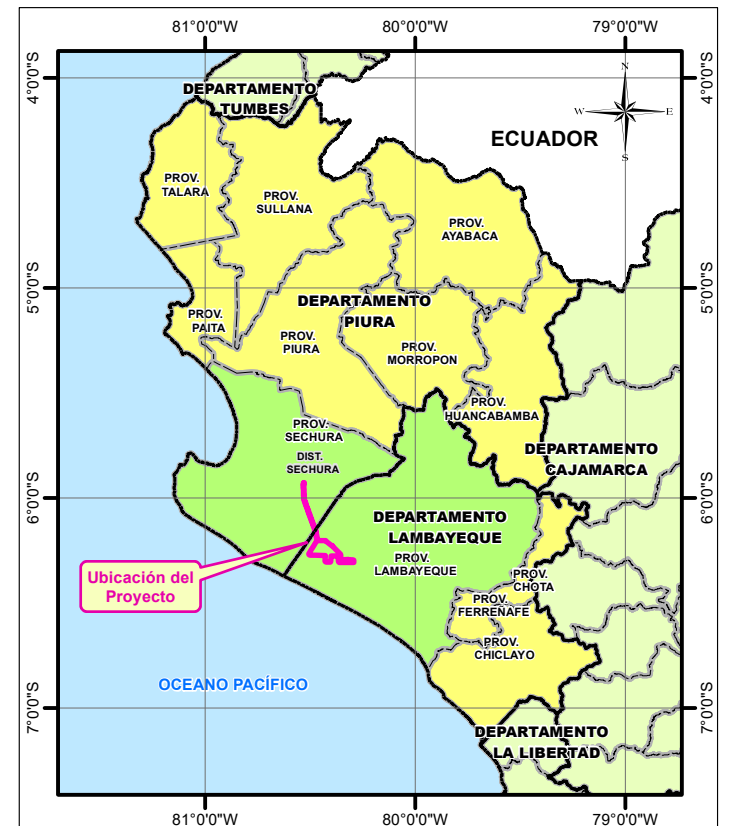 81°0'0"W 80°0'0"W 79°0'0"W
4°0'0"S
4°0'0"S
N
W
E
S
DEPARTAMENTO
TUMBES
ECUADOR
PROV.
TALARA
PROV.
SULLANA
PROV.
AYABACA
5°0'0"S
5°0'0"S
DEPARTAMENTO
PIURA
PROV.
PAITA
PROV.
PIURA
PROV.
MORROPON
PROV.
HUANCABAMBA
PROV.
SECHURA
DIST.
SECHURA
DEPARTAMENTO
CAJAMARCA
6°0'0"S
6°0'0"S
DEPARTAMENTO
LAMBAYEQUE
PROV.
LAMBAYEQUE
Ubicación del
Proyecto
PROV.
CHOTA
PROV.
FERREÑAFE
PROV.
CHICLAYO
OCEANO PACÍFICO
7°0'0"S
7°0'0"S
DEPARTAMENTO
LA LIBERTAD
81°0'0"W 80°0'0"W 79°0'0"W